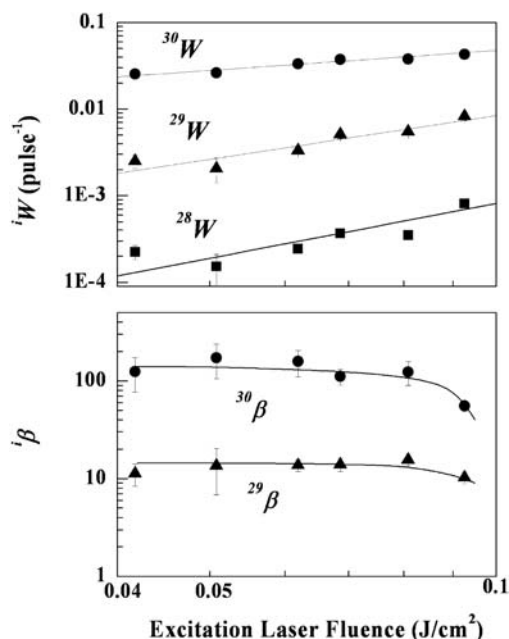 0.1
³⁰W
0.01
²⁹W
1E-3
²⁸W
1E-4
ⁱW (pulse⁻¹)
100
³⁰β
10
²⁹β
1
ⁱβ
0.04
0.05
0.1
Excitation Laser Fluence (J/cm²)